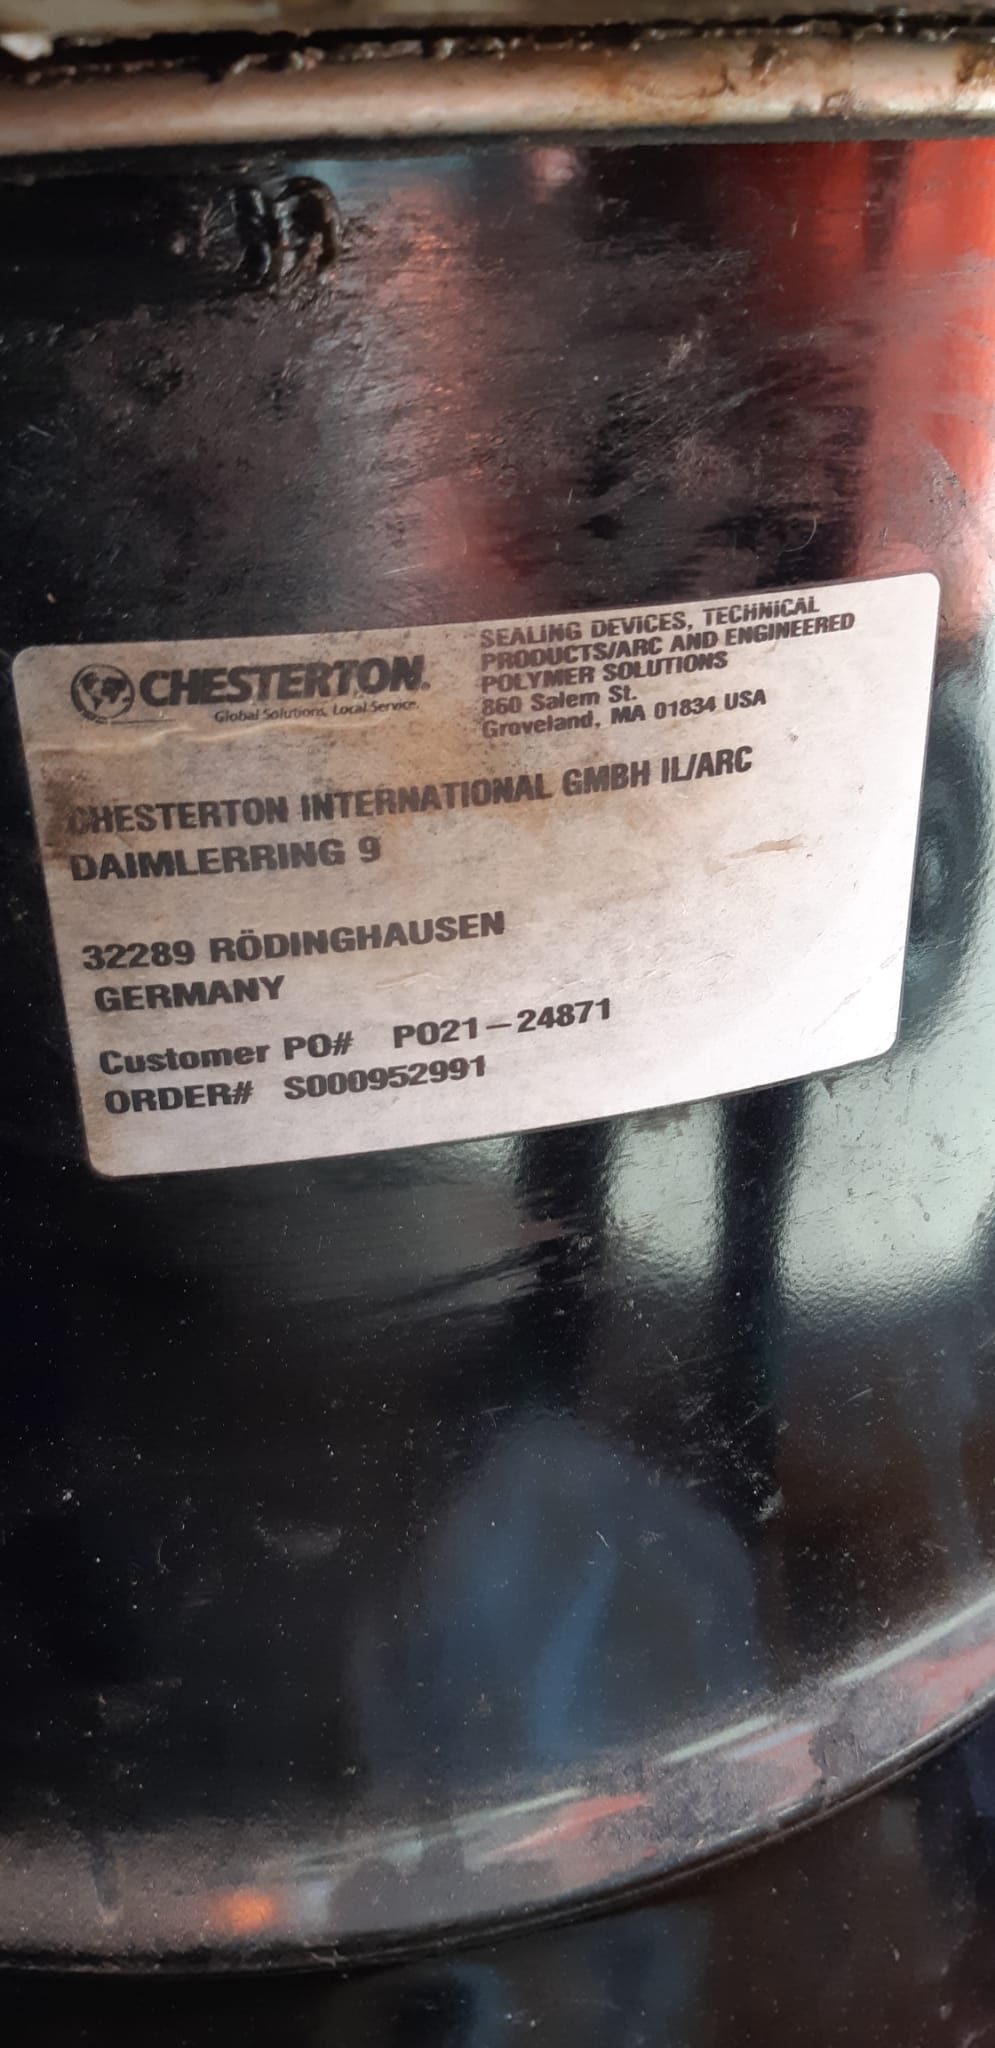 CHESTERTON.
Global Solutions, Local Service.
SEALING DEVICES, TECHNICAL
PRODUCTS/ARC AND ENGINEERED
POLYMER SOLUTIONS
860 Salem St.
Groveland, MA 01834 USA
CHESTERTON INTERNATIONAL GMBH IL/ARC
DAIMLERRING 9
32289 RÖDINGHAUSEN
GERMANY
Customer PO# PO21-24871
ORDER# S000952991